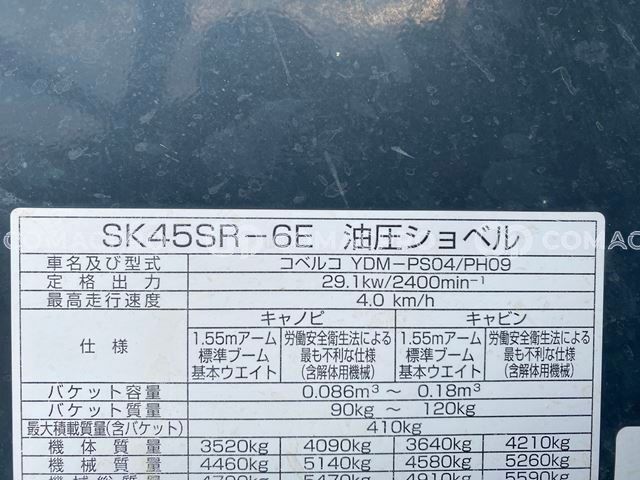 SK45SR-6E 油圧ショベル
車名及び型式 コベルコ YDM-PS04/PH09
定格出力 29.1kw/2400min⁻¹
最高走行速度 4.0 km/h
仕様 キャノピ キャビン
1.55mアーム 労働安全衛生法による 1.55mアーム 労働安全衛生法による
標準ブーム 最も不利な仕様 標準ブーム 最も不利な仕様
基本ウエイト (含解体用機械) 基本ウエイト (含解体用機械)
バケット容量 0.086m³ ~ 0.18m³
バケット質量 90kg ~ 120kg
最大積載質量(含バケット) 410kg
機体質量 3520kg 4090kg 3640kg 4210kg
機械質量 4460kg 5140kg 4580kg 5260kg
機械総質量 4790kg 5470kg 4910kg 5590kg